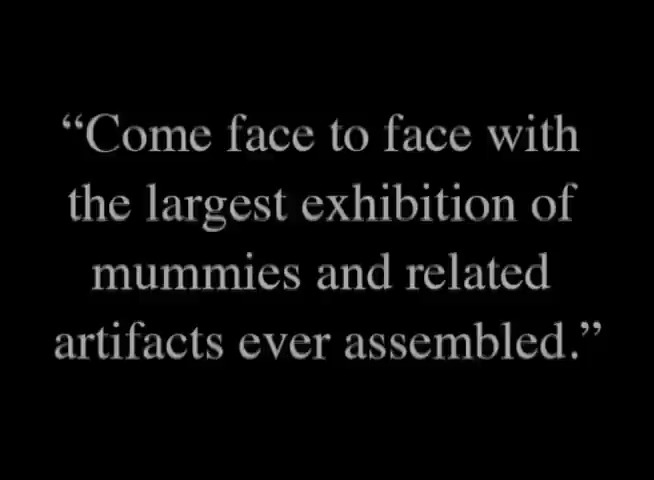 “Come face to face with
the largest exhibition of
mummies and related
artifacts ever assembled.”